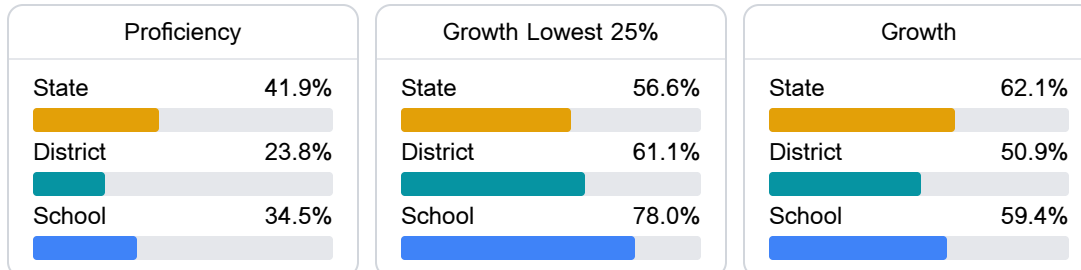 Proficiency
State 41.9%
District 23.8%
School 34.5%
Growth Lowest 25%
State 56.6%
District 61.1%
School 78.0%
Growth
State 62.1%
District 50.9%
School 59.4%